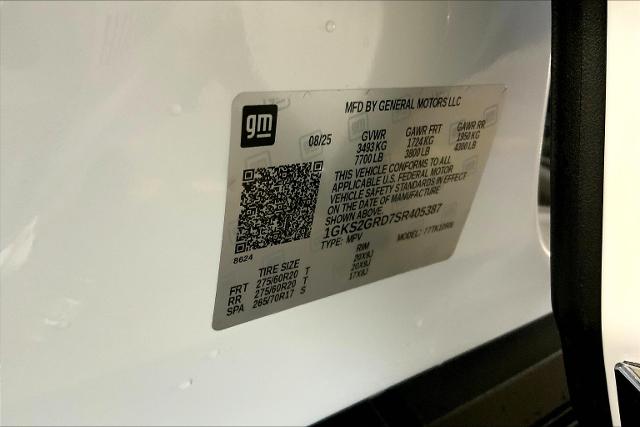 gm
MFD BY GENERAL MOTORS LLC
08/25 GVWR GAWR FRT GAWR RR
3493 KG 1724 KG 1950 KG
7700 LB 3800 LB 4300 LB
THIS VEHICLE CONFORMS TO ALL
APPLICABLE U.S. FEDERAL MOTOR
VEHICLE SAFETY STANDARDS IN EFFECT
ON THE DATE OF MANUFACTURE
SHOWN ABOVE.
1GKS2GRD7SR405387
TYPE: MPV MODEL:
8624
TIRE SIZE RIM
FRT 275/60R20 T 20X9J
RR 275/60R20 T 20X9J
SPA 265/70R17 S 17X8J